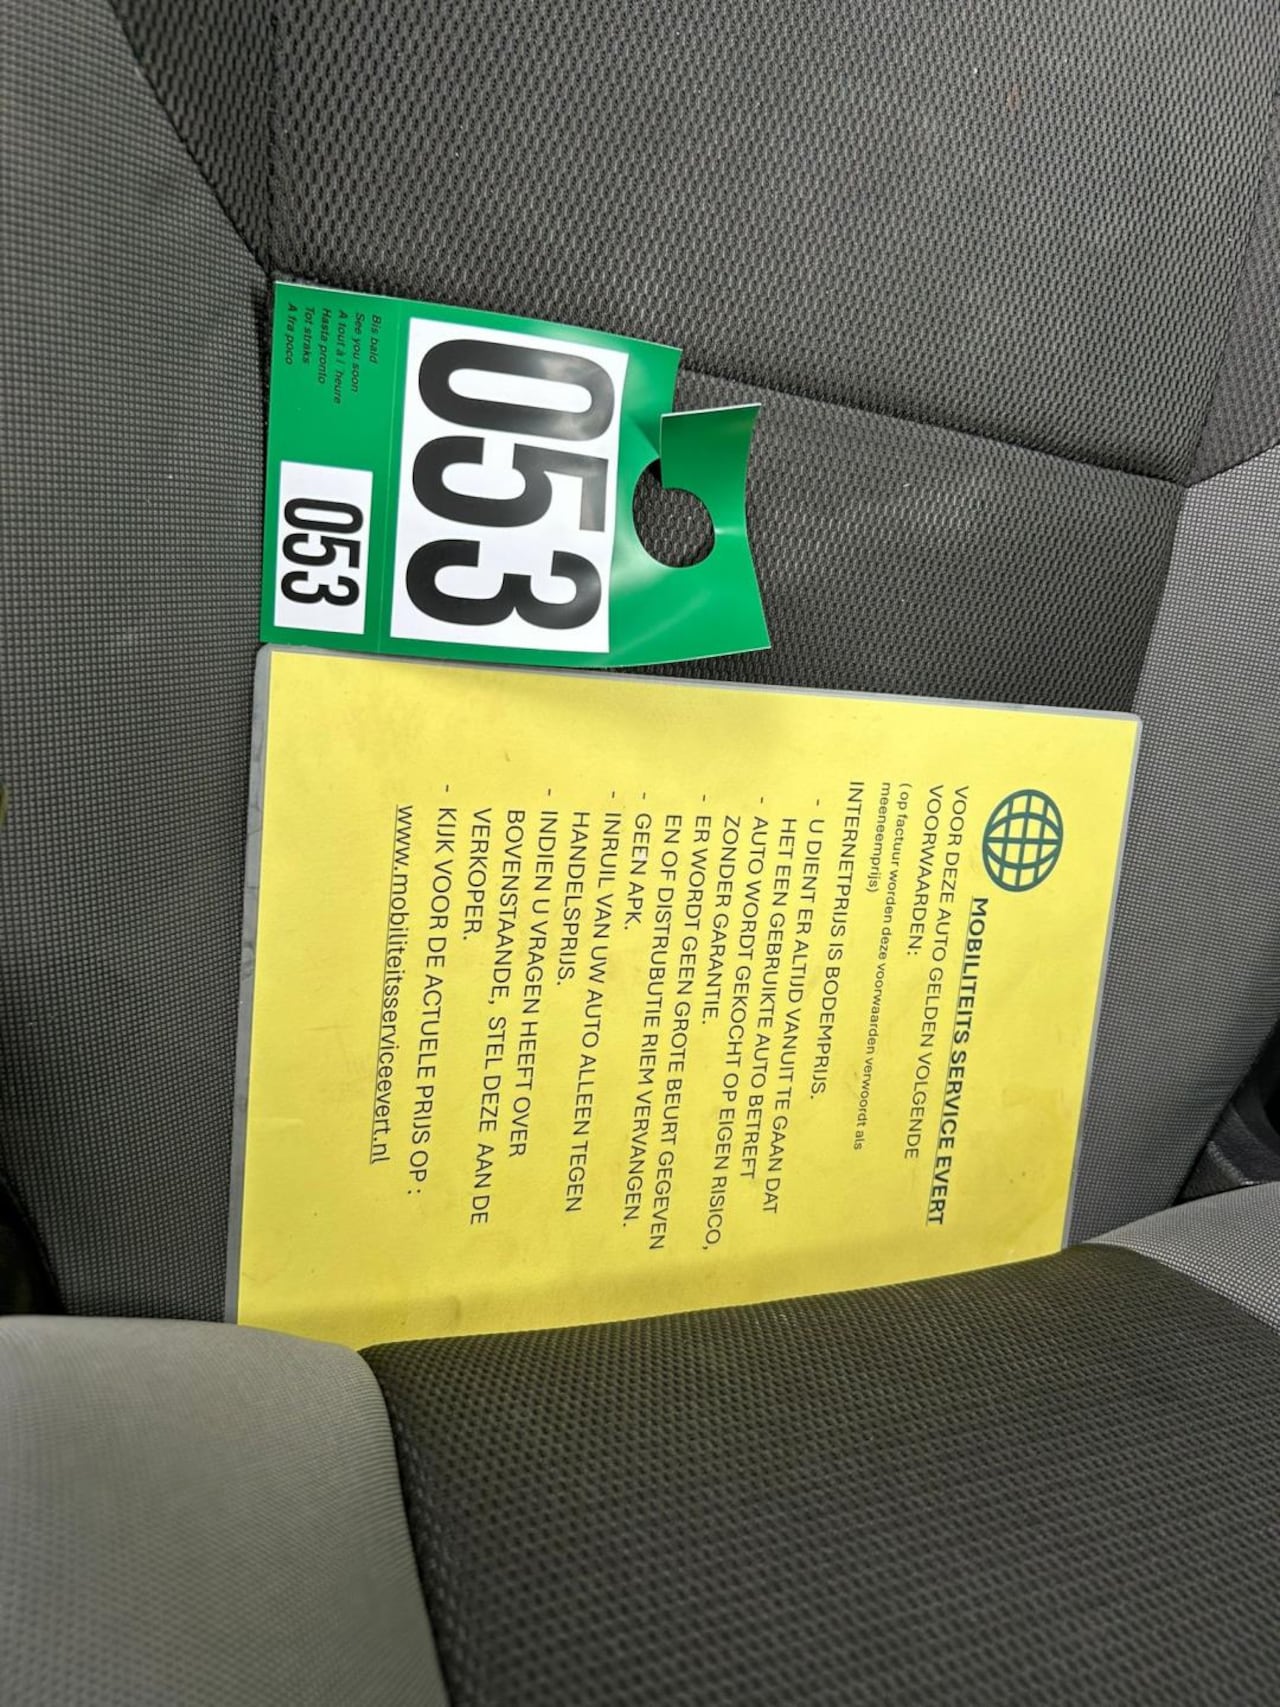 053
Bis bald
See you soon
A tout à l´heure
Hasta pronto
Tot straks
A fra poco
053
MOBILITEITS SERVICE EVERT
VOOR DEZE AUTO GELDEN VOLGENDE
VOORWAARDEN:
(op factuur worden deze voorwaarden verwoordt als
meeneemprijs)
INTERNETPRIJS IS BODEMPRIJS.
- U DIENT ER ALTIJD VANUIT TE GAAN DAT
HET EEN GEBRUIKTE AUTO BETREFT
- AUTO WORDT GEKOCHT OP EIGEN RISICO,
ZONDER GARANTIE.
- ER WORDT GEEN GROTE BEURT GEGEVEN
EN OF DISTRUBUTIE RIEM VERVANGEN.
- GEEN APK.
- INRUIL VAN UW AUTO ALLEEN TEGEN
HANDELSPRIJS.
- INDIEN U VRAGEN HEEFT OVER
BOVENSTAANDE, STEL DEZE AAN DE
VERKOPER.
- KIJK VOOR DE ACTUELE PRIJS OP :
www.mobiliteitsserviceevert.nl